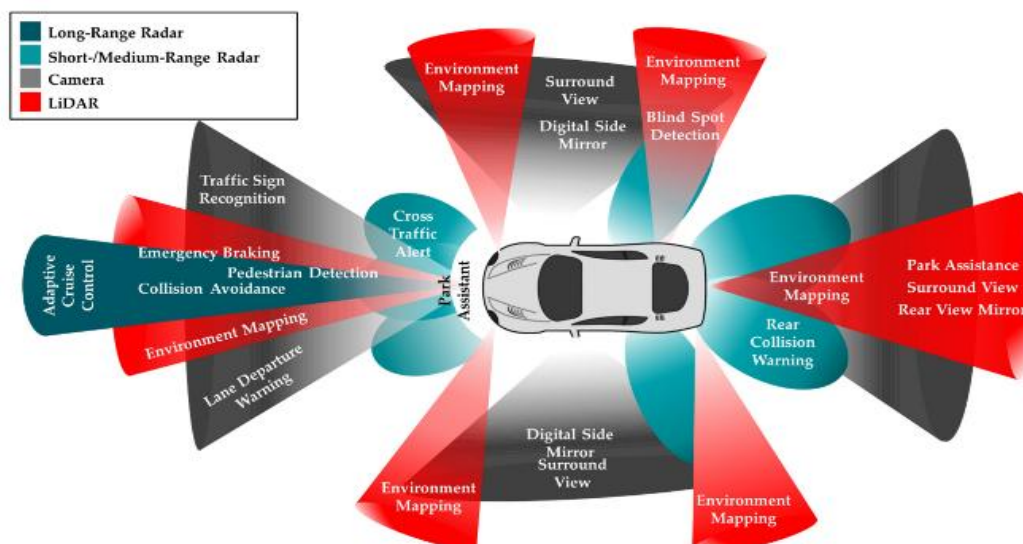 Long-Range Radar
Short-/Medium-Range Radar
Camera
LiDAR
Environment
Mapping
Surround
View
Digital Side
Mirror
Environment
Mapping
Blind Spot
Detection
Traffic Sign
Recognition
Cross
Traffic
Alert
Adaptive
Cruise
Control
Emergency Braking
Pedestrian Detection
Collision Avoidance
Environment Mapping
Lane Departure
Warning
Park
Assistant
Environment
Mapping
Rear
Collision
Warning
Park Assistance
Surround View
Rear View Mirror
Environment
Mapping
Digital Side
Mirror
Surround
View
Environment
Mapping